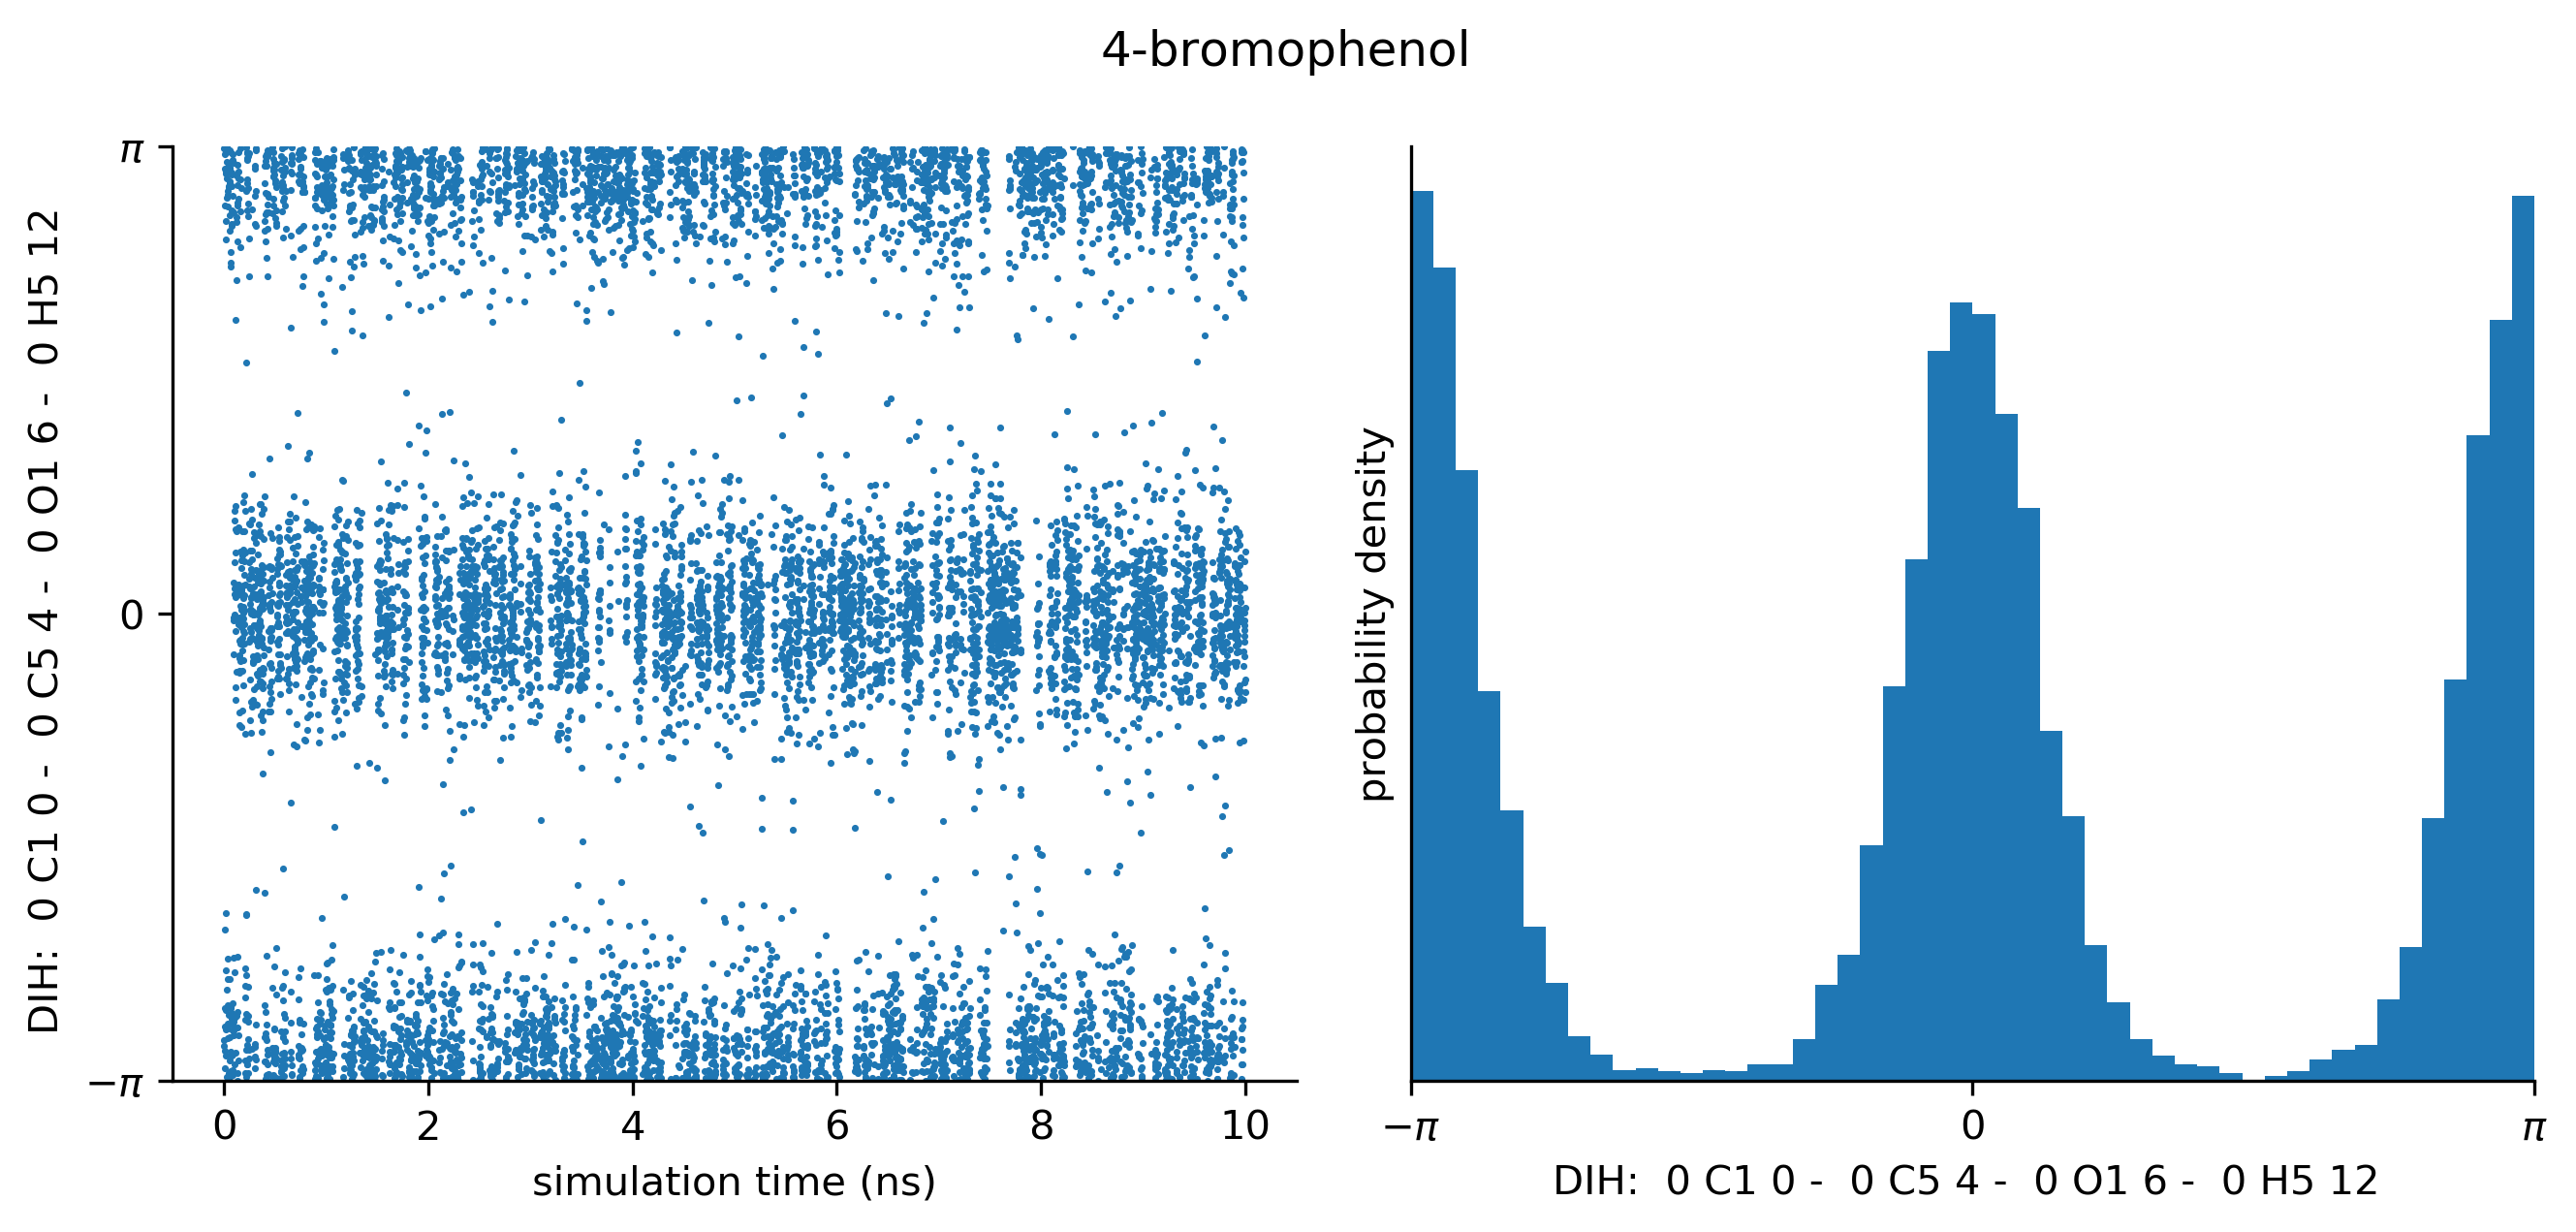 4-bromophenol
π
0
−π
DIH:  0 C1 0 -  0 C5 4 -  0 O1 6 -  0 H5 12
0 2 4 6 8 10
simulation time (ns)
probability density
−π 0 π
DIH:  0 C1 0 -  0 C5 4 -  0 O1 6 -  0 H5 12